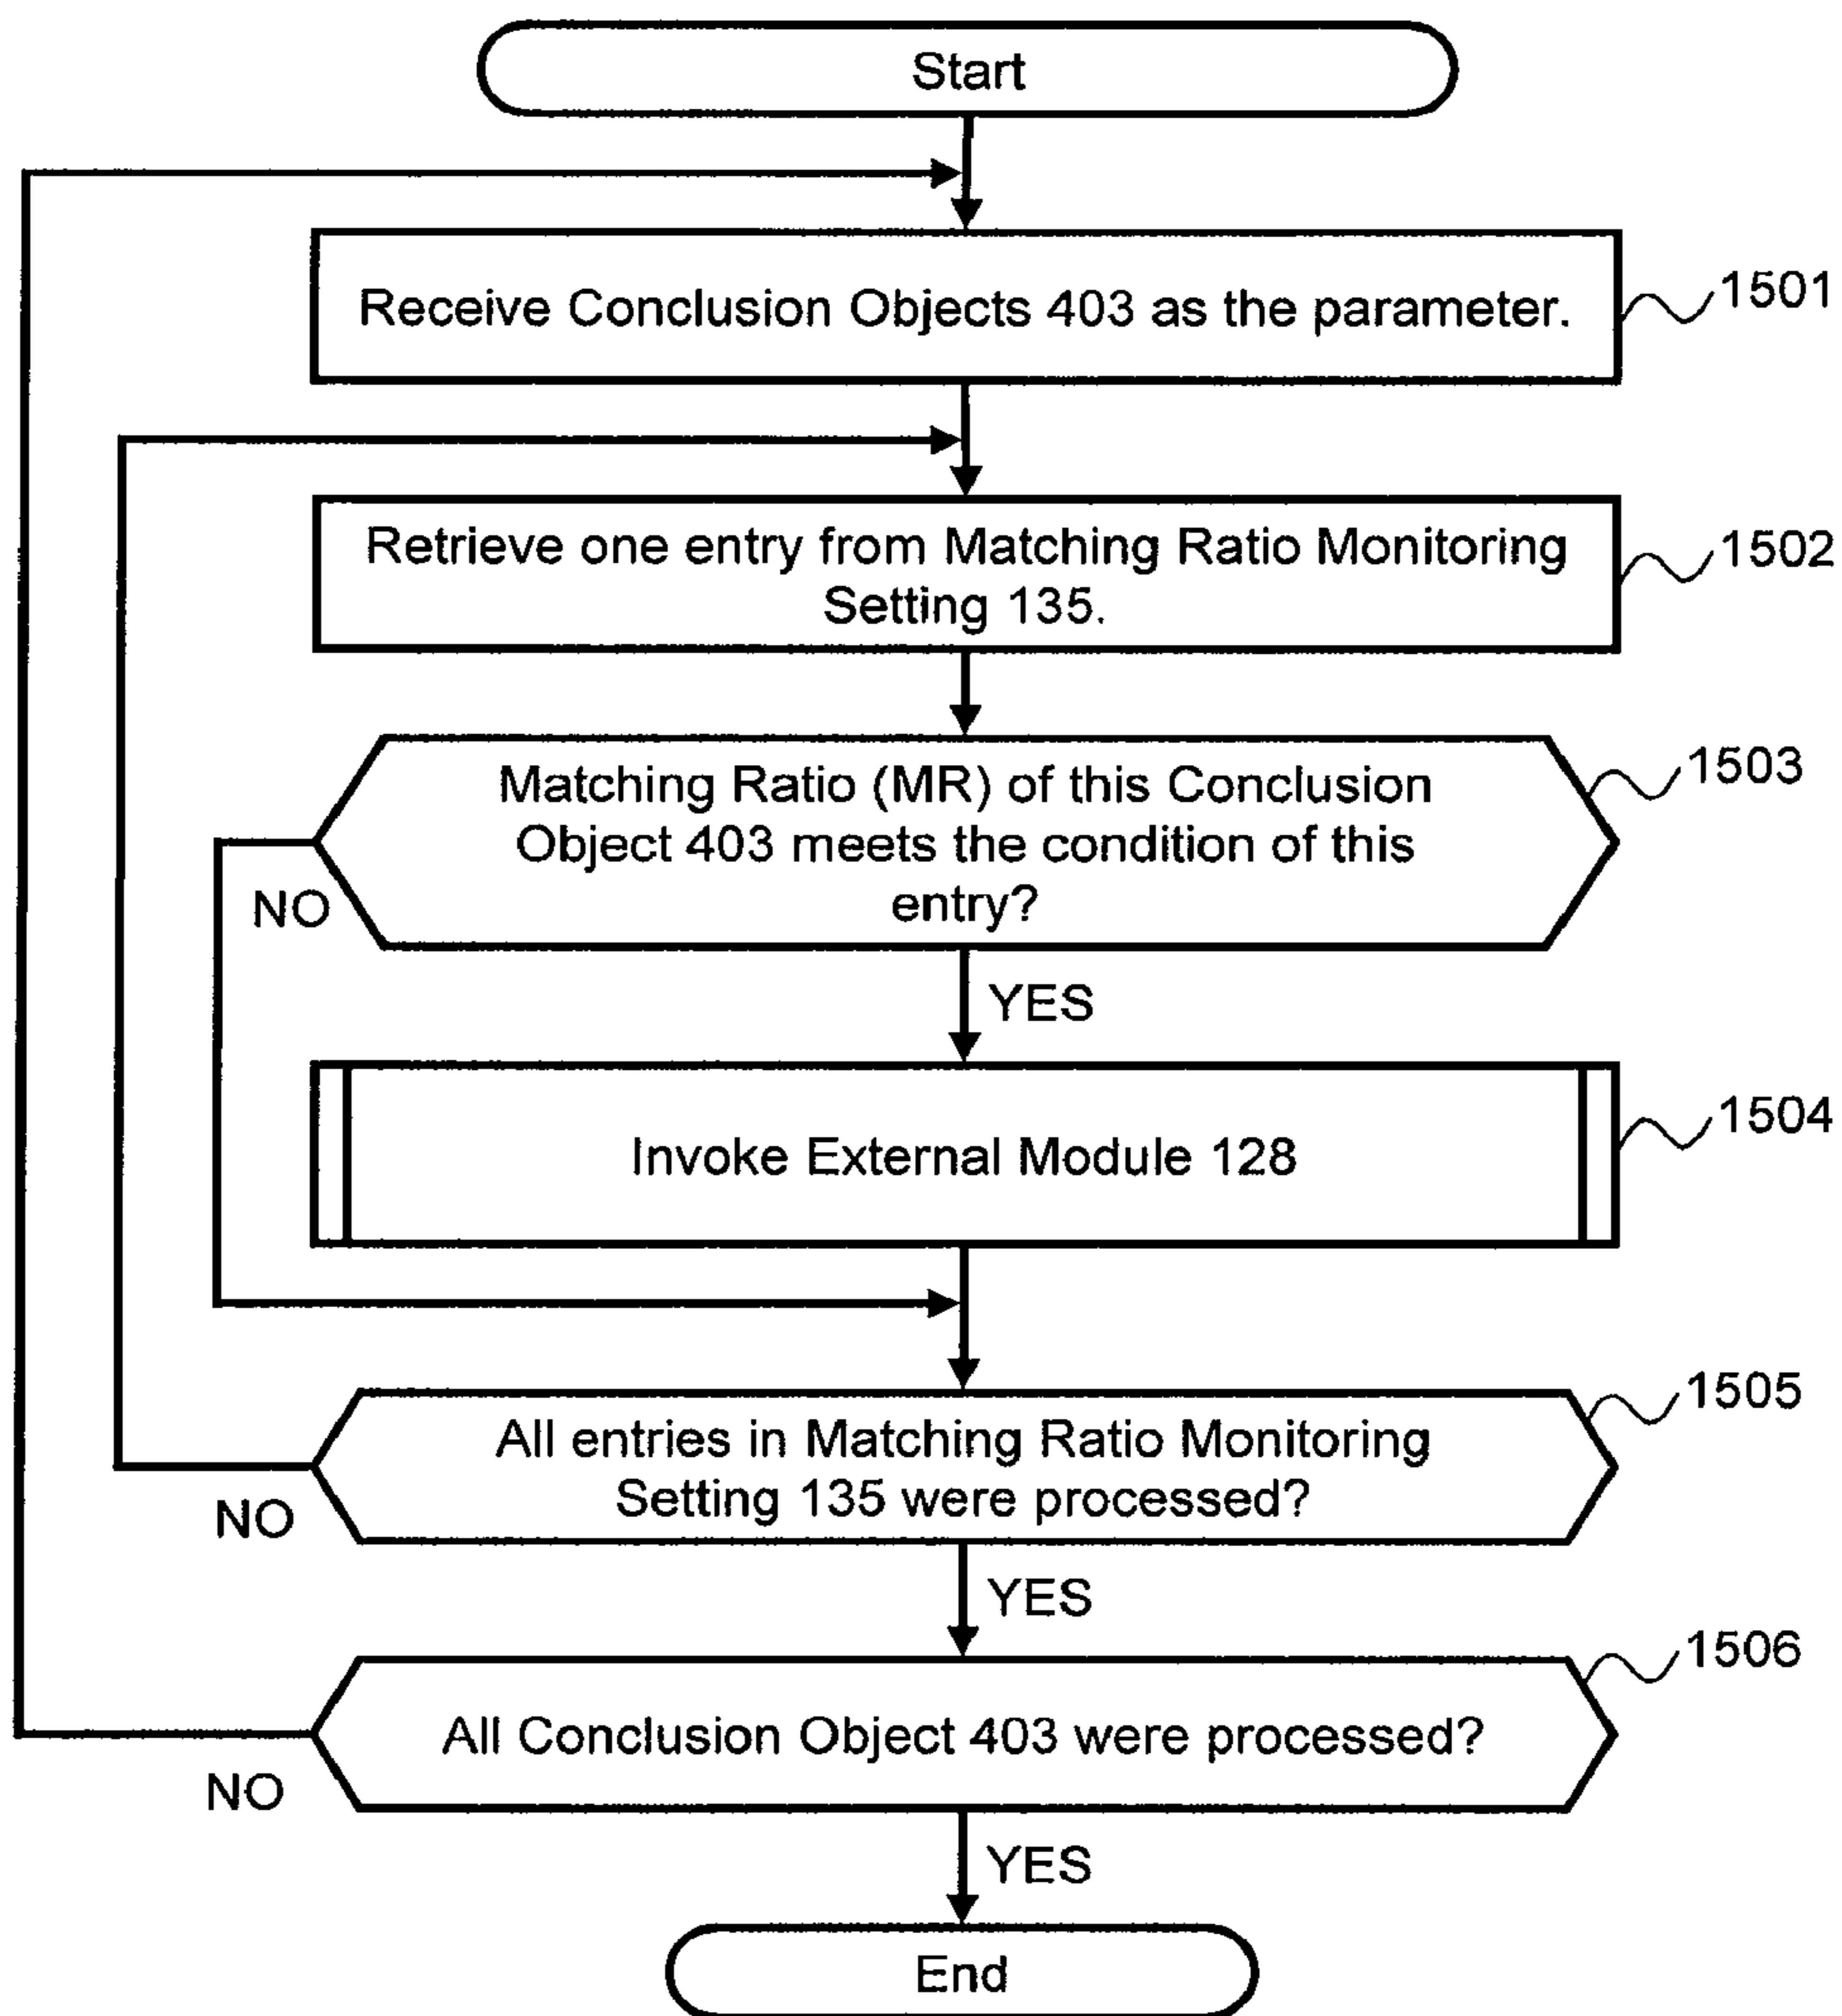 Start
Receive Conclusion Objects 403 as the parameter.
1501
Retrieve one entry from Matching Ratio Monitoring
Setting 135.
1502
Matching Ratio (MR) of this Conclusion
Object 403 meets the condition of this
entry?
1503
NO
YES
Invoke External Module 128
1504
All entries in Matching Ratio Monitoring
Setting 135 were processed?
1505
NO
YES
All Conclusion Object 403 were processed?
1506
NO
YES
End